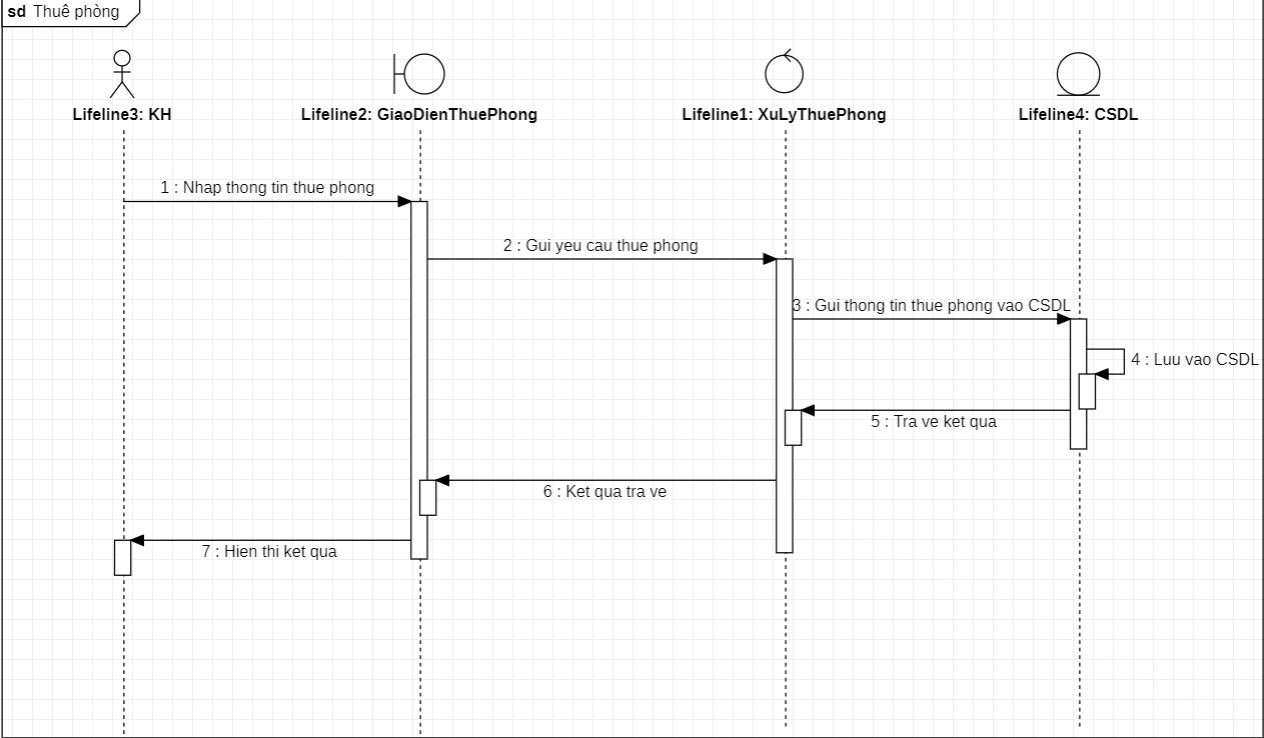 sd Thuê phòng
Lifeline3: KH
Lifeline2: GiaoDienThuePhong
Lifeline1: XuLyThuePhong
Lifeline4: CSDL
1 : Nhap thong tin thue phong
2 : Gui yeu cau thue phong
3 : Gui thong tin thue phong vao CSDL
4 : Luu vao CSDL
5 : Tra ve ket qua
6 : Ket qua tra ve
7 : Hien thi ket qua